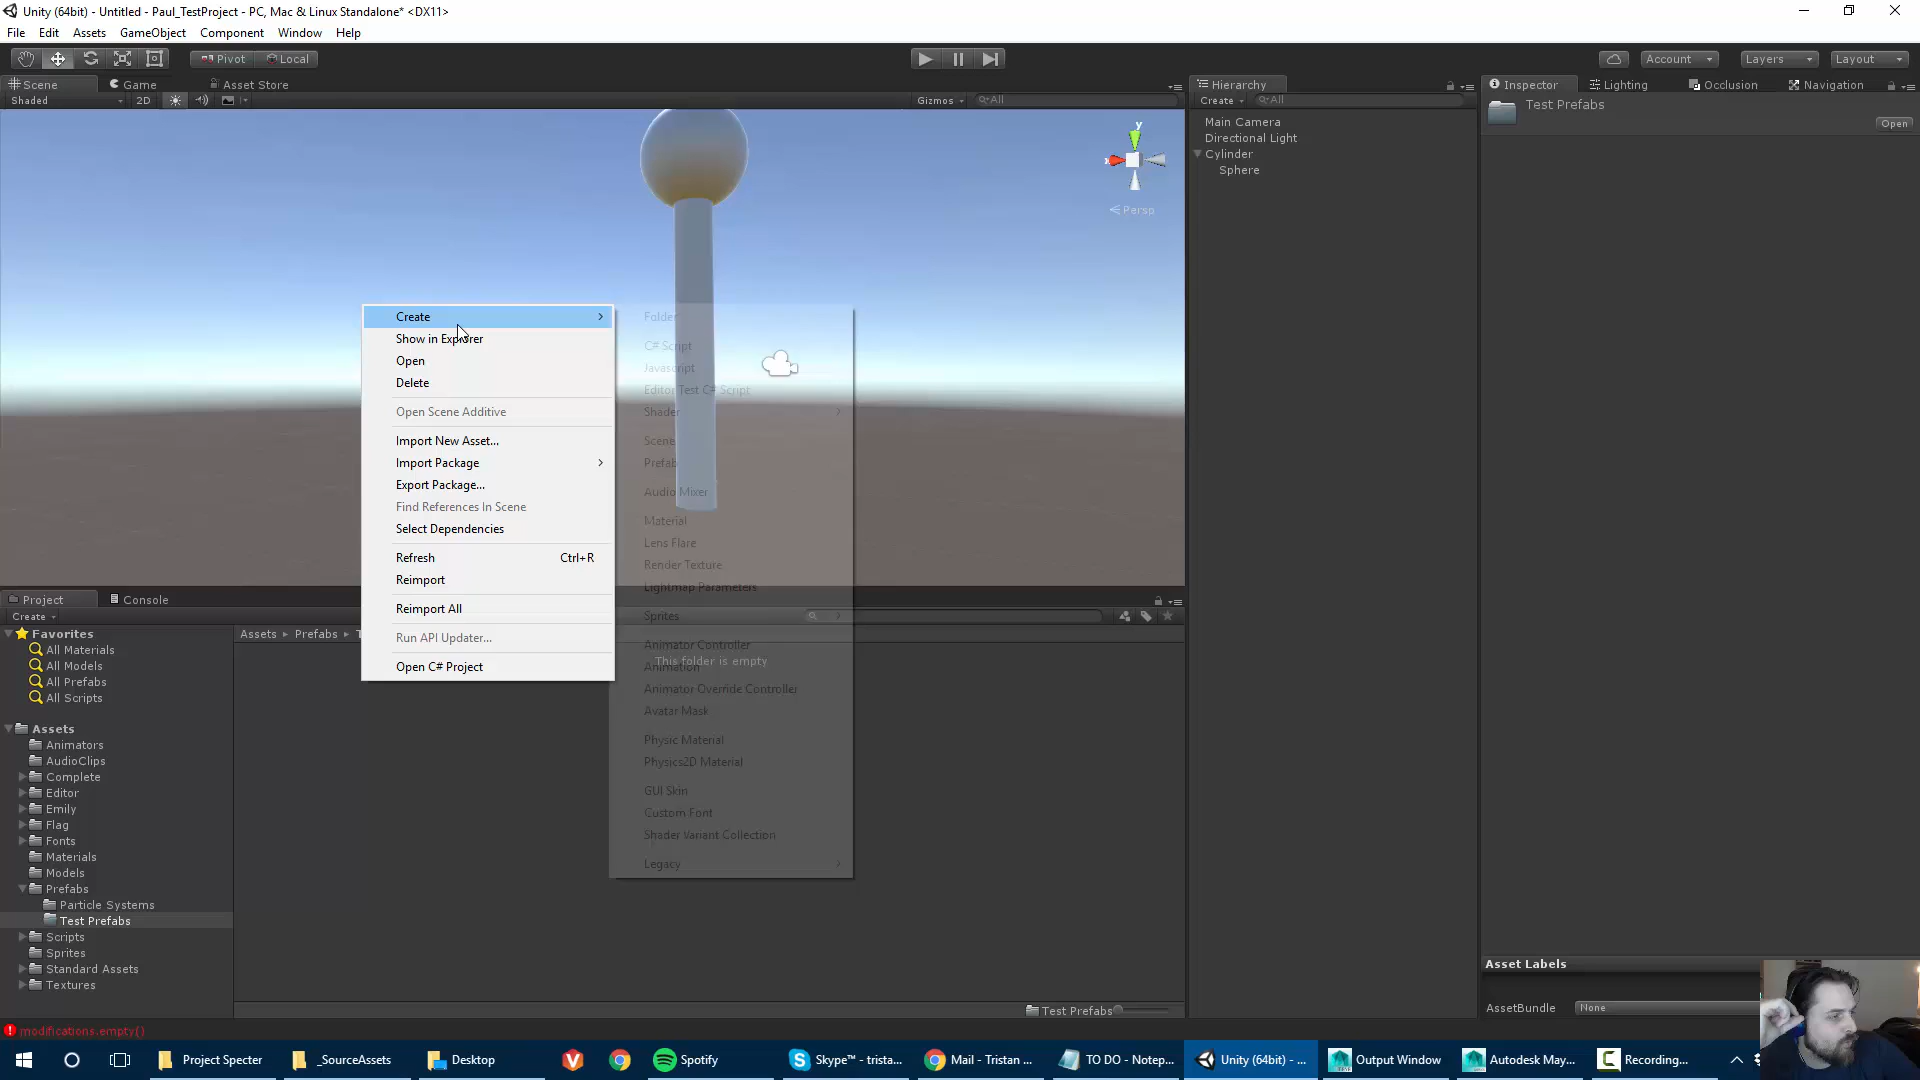 Unity (64bit) - Untitled - Paul_TestProject - PC, Mac & Linux Standalone* <DX11>
File Edit Assets GameObject Component Window Help
Pivot Local Account Layers Layout
Scene Game Asset Store
Shaded 2D Gizmos All
y
x
Persp
Hierarchy
Create All
Main Camera
Directional Light
Cylinder
Sphere
Inspector Lighting Occlusion Navigation
Test Prefabs
Open
Create
Show in Explorer
Open
Delete
Open Scene Additive
Import New Asset...
Import Package
Export Package...
Find References In Scene
Select Dependencies
Refresh Ctrl+R
Reimport
Reimport All
Run API Updater...
Open C# Project
Folder
C# Script
Javascript
Editor Test C# Script
Shader
Scene
Prefab
Audio Mixer
Material
Lens Flare
Render Texture
Lightmap Parameters
Sprites
Animator Controller
Animation
Animator Override Controller
Avatar Mask
Physic Material
Physics2D Material
GUI Skin
Custom Font
Shader Variant Collection
Legacy
This folder is empty
Project Console
Create
Favorites
All Materials
All Models
All Prefabs
All Scripts
Assets
Animators
AudioClips
Complete
Editor
Emily
Flag
Fonts
Materials
Models
Prefabs
Particle Systems
Test Prefabs
Scripts
Sprites
Standard Assets
Textures
Assets Prefabs
Test Prefabs
Asset Labels
AssetBundle None
modifications.empty()
Project Specter _SourceAssets Desktop Spotify Skype™ - trista... Mail - Tristan ... TO DO - Notep... Unity (64bit) - ... Output Window Autodesk May... Recording...